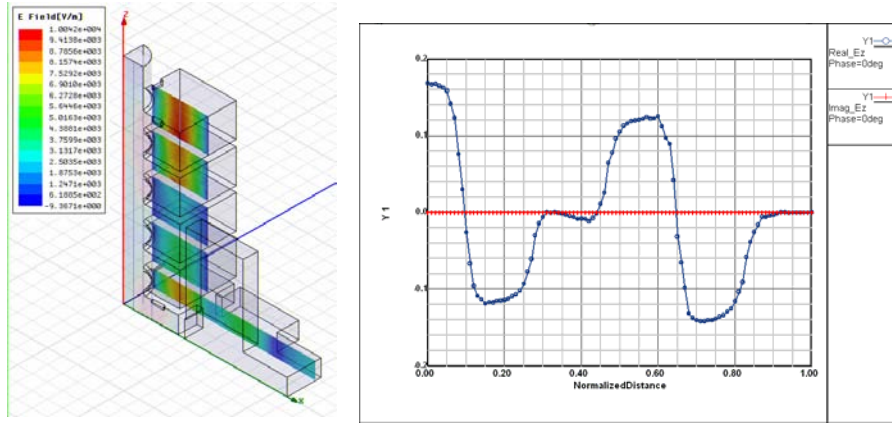 E Field[V/m]
1.0042e+004
9.4138e+003
8.7856e+003
8.1574e+003
7.5292e+003
6.9010e+003
6.2728e+003
5.6446e+003
5.0163e+003
4.3881e+003
3.7599e+003
3.1317e+003
2.5035e+003
1.8753e+003
1.2471e+003
6.1885e+002
-9.3671e+000
Z
X
Y1
Real_Ez
Phase=0deg
Y1
Imag_Ez
Phase=0deg
0.2
0.1
0.0
-0.1
Y 1
0.00
0.20
0.40
0.60
0.80
1.00
NormalizedDistance